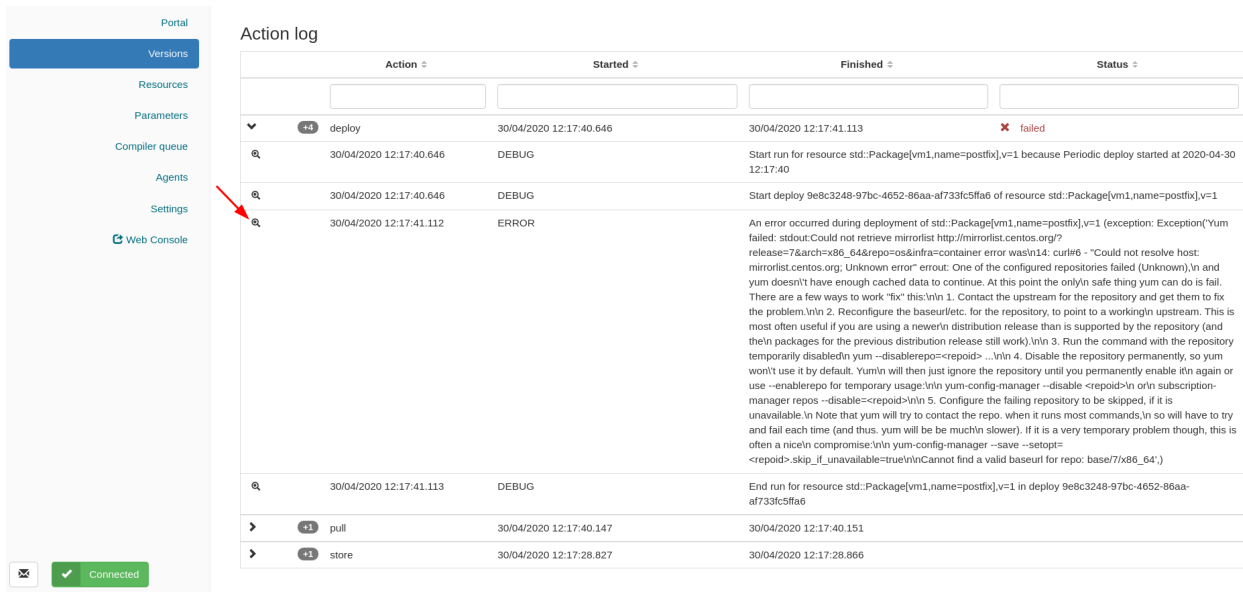 Portal
Versions
Resources
Parameters
Compiler queue
Agents
Settings
Web Console
Connected
Action log
Action Started Finished Status
+4 deploy 30/04/2020 12:17:40.646 30/04/2020 12:17:41.113 failed
30/04/2020 12:17:40.646 DEBUG Start run for resource std::Package[vm1,name=postfix],v=1 because Periodic deploy started at 2020-04-30
12:17:40
30/04/2020 12:17:40.646 DEBUG Start deploy 9e8c3248-97bc-4652-86aa-af733fc5ffa6 of resource std::Package[vm1,name=postfix],v=1
30/04/2020 12:17:41.112 ERROR An error occurred during deployment of std::Package[vm1,name=postfix],v=1 (exception: Exception('Yum
failed: stdout:Could not retrieve mirrorlist http://mirrorlist.centos.org/?
release=7&arch=x86_64&repo=os&infra=container error was\n14: curl#6 - "Could not resolve host:
mirrorlist.centos.org; Unknown error" errout: One of the configured repositories failed (Unknown),\n and
yum doesn\'t have enough cached data to continue. At this point the only\n safe thing yum can do is fail.
There are a few ways to work "fix" this:\n\n 1. Contact the upstream for the repository and get them to fix
the problem.\n\n 2. Reconfigure the baseurl/etc. for the repository, to point to a working\n upstream. This is
most often useful if you are using a newer\n distribution release than is supported by the repository (and
the\n packages for the previous distribution release still work).\n\n 3. Run the command with the repository
temporarily disabled\n yum --disablerepo=<repoid> ...\n\n 4. Disable the repository permanently, so yum
won\'t use it by default. Yum\n will then just ignore the repository until you permanently enable it\n again or
use --enablerepo for temporary usage:\n\n yum-config-manager --disable <repoid>\n or\n subscription-
manager repos --disable=<repoid>\n\n 5. Configure the failing repository to be skipped, if it is
unavailable.\n Note that yum will try to contact the repo. when it runs most commands,\n so will have to try
and fail each time (and thus. yum will be be much\n slower). If it is a very temporary problem though, this is
often a nice\n compromise:\n\n yum-config-manager --save --setopt=
<repoid>.skip_if_unavailable=true\n\nCannot find a valid baseurl for repo: base/7/x86_64',)
30/04/2020 12:17:41.113 DEBUG End run for resource std::Package[vm1,name=postfix],v=1 in deploy 9e8c3248-97bc-4652-86aa-
af733fc5ffa6
+1 pull 30/04/2020 12:17:40.147 30/04/2020 12:17:40.151
+1 store 30/04/2020 12:17:28.827 30/04/2020 12:17:28.866